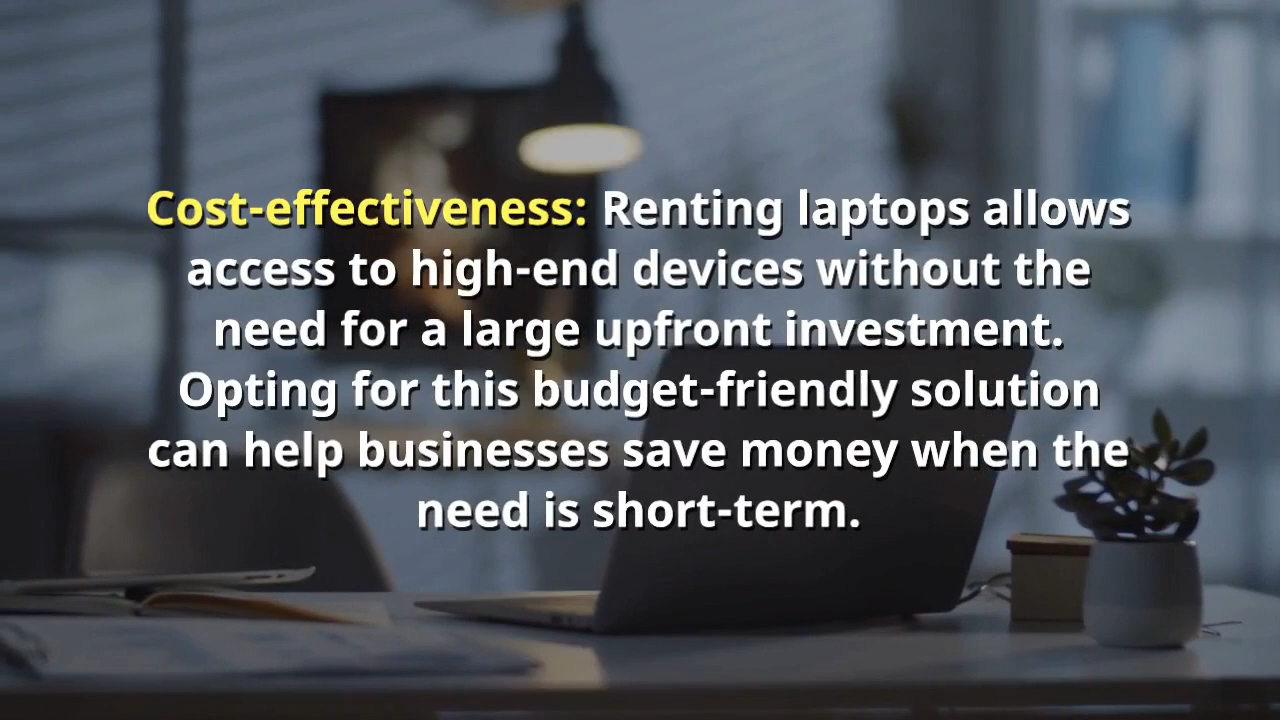 Cost-effectiveness: Renting laptops allows
access to high-end devices without the
need for a large upfront investment.
Opting for this budget-friendly solution
can help businesses save money when the
need is short-term.